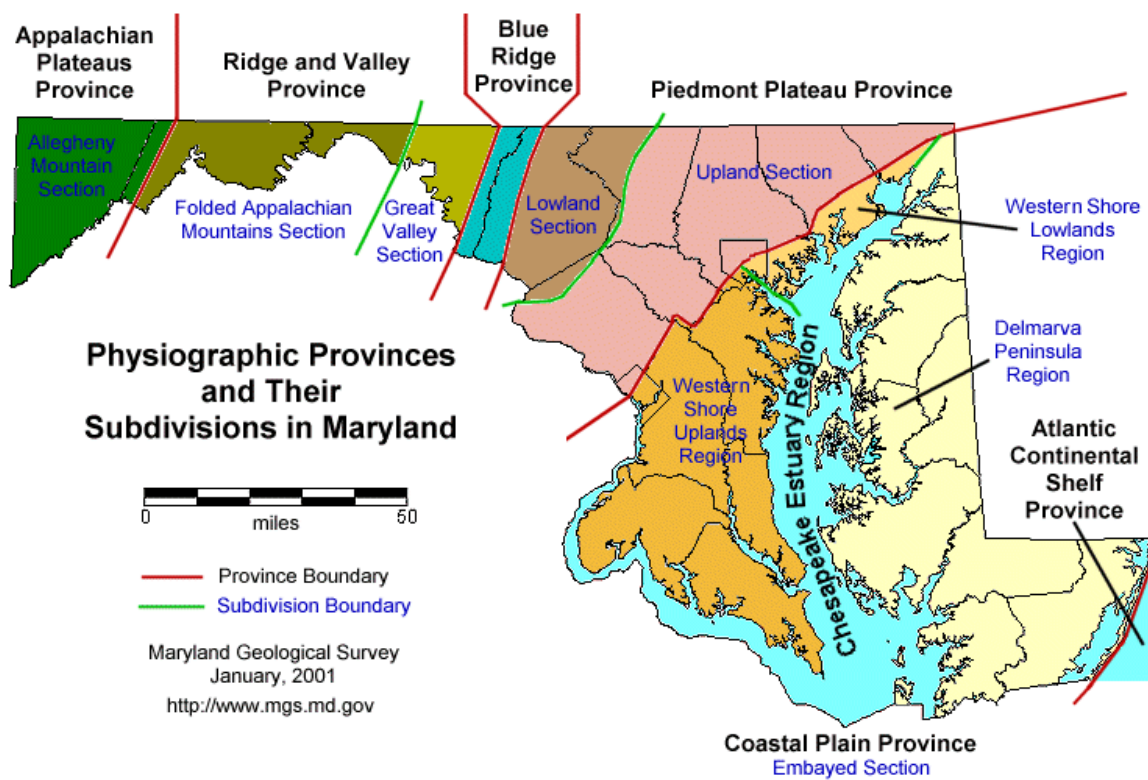 Appalachian
Plateaus
Province
Ridge and Valley
Province
Blue
Ridge
Province
Piedmont Plateau Province
Allegheny
Mountain
Section
Folded Appalachian
Mountains Section
Great
Valley
Section
Lowland
Section
Upland Section
Western Shore
Lowlands
Region
Delmarva
Peninsula
Region
Western
Shore
Uplands
Region
Chesapeake Estuary Region
Atlantic
Continental
Shelf
Province
Physiographic Provinces
and Their
Subdivisions in Maryland
0 50
miles
Province Boundary
Subdivision Boundary
Maryland Geological Survey
January, 2001
http://www.mgs.md.gov
Coastal Plain Province
Embayed Section